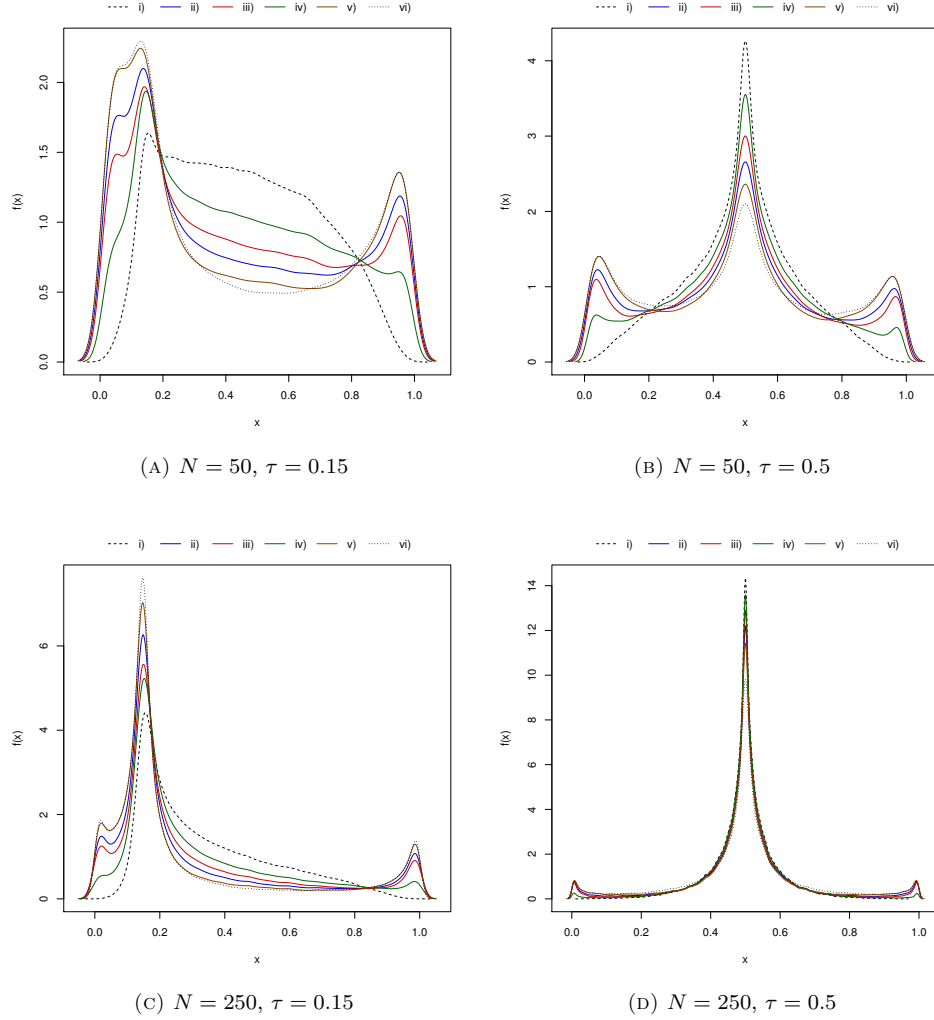 i) ii) iii) iv) v) vi)
i) ii) iii) iv) v) vi)
f(x)
0.0 0.5 1.0 1.5 2.0
0.0 0.2 0.4 0.6 0.8 1.0
x
f(x)
0 1 2 3 4
0.0 0.2 0.4 0.6 0.8 1.0
x
(A) N = 50, τ = 0.15
(B) N = 50, τ = 0.5
i) ii) iii) iv) v) vi)
i) ii) iii) iv) v) vi)
f(x)
0 2 4 6
0.0 0.2 0.4 0.6 0.8 1.0
x
f(x)
0 2 4 6 8 10 12 14
0.0 0.2 0.4 0.6 0.8 1.0
x
(C) N = 250, τ = 0.15
(D) N = 250, τ = 0.5